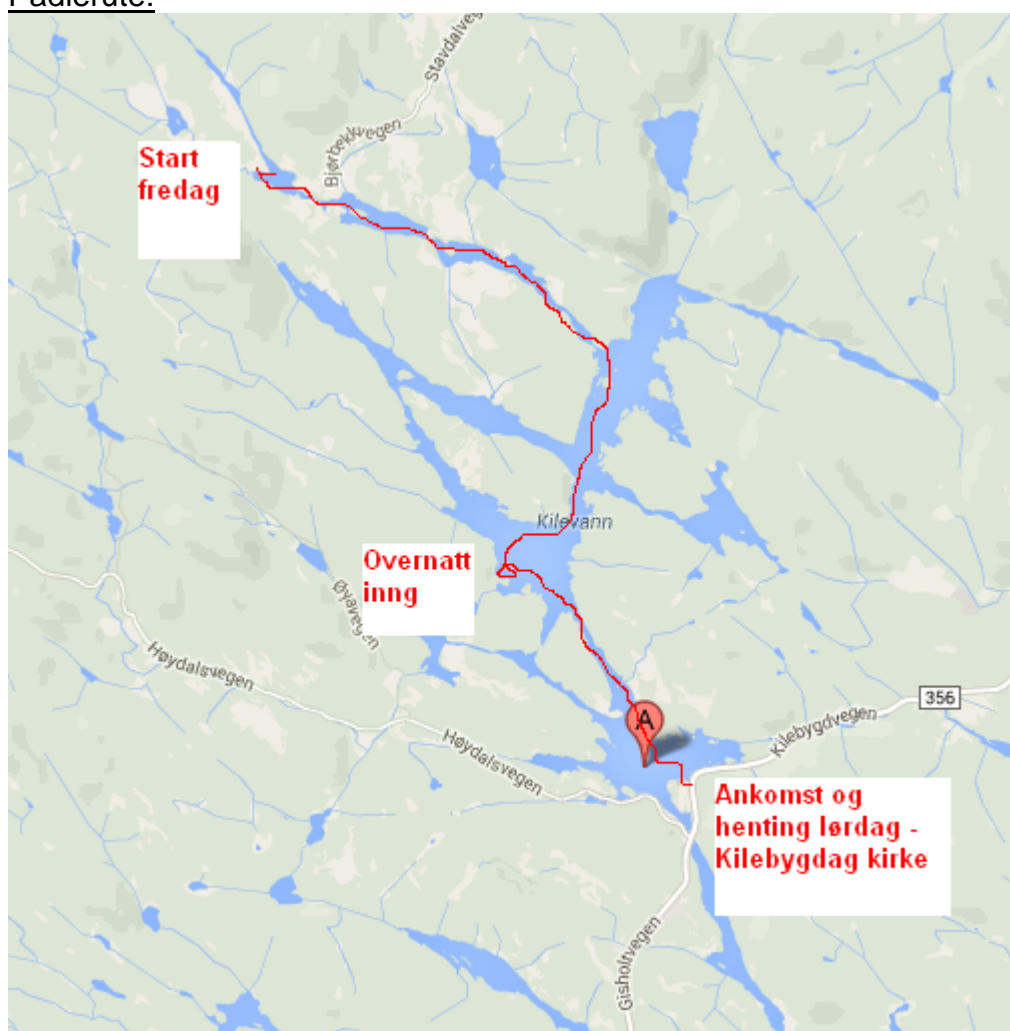 Padlerute:
Stavdalveg
Bjørbekkvegen
Start
fredag
Kilevann
Overnatt
inng
Øyavegen
Høydalsvegen
A
356
Kilebygdvegen
Høydalsvegen
Ankomst og
henting lørdag -
Kilebygdag kirke
Gisholtvegen